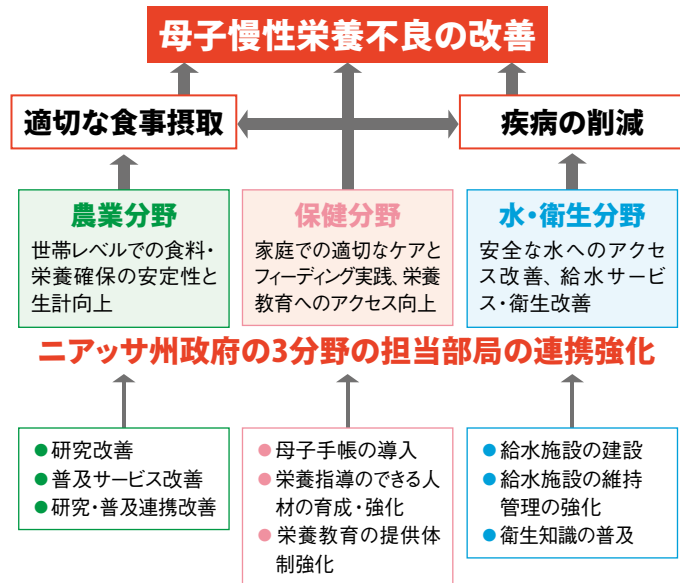 母子慢性栄養不良の改善
適切な食事摂取
疾病の削減
農業分野
世帯レベルでの食料・
栄養確保の安定性と
生計向上
保健分野
家庭での適切なケアと
フィーディング実践、栄養
教育へのアクセス向上
水・衛生分野
安全な水へのアクセ
ス改善、給水サービ
ス・衛生改善
ニアッサ州政府の3分野の担当部局の連携強化
●研究改善
●普及サービス改善
●研究・普及連携改善
●母子手帳の導入
●栄養指導のできる人
材の育成・強化
●栄養教育の提供体
制強化
●給水施設の建設
●給水施設の維持
管理の強化
●衛生知識の普及